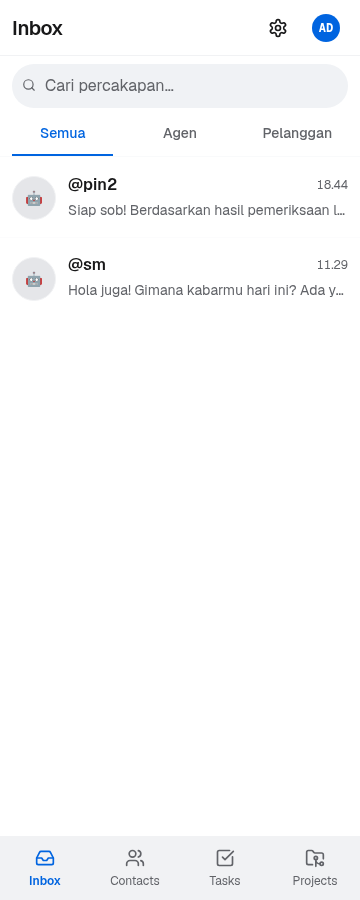 Inbox
AD
Cari percakapan...
Semua
Agen
Pelanggan
@pin2
18.44
Siap sob! Berdasarkan hasil pemeriksaan l...
@sm
11.29
Hola juga! Gimana kabarmu hari ini? Ada y...
Inbox
Contacts
Tasks
Projects